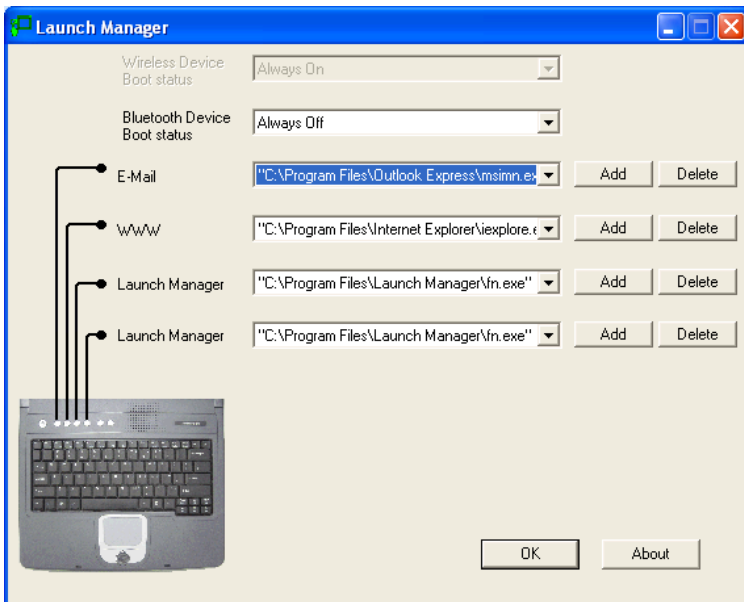 Launch Manager
Wireless Device
Boot status
Always On
Bluetooth Device
Boot status
Always Off
E-Mail
"C:\Program Files\Outlook Express\msimn.ex
Add
Delete
WWW
"C:\Program Files\Internet Explorer\iexplore.e
Add
Delete
Launch Manager
"C:\Program Files\Launch Manager\fn.exe"
Add
Delete
Launch Manager
"C:\Program Files\Launch Manager\fn.exe"
Add
Delete
OK
About